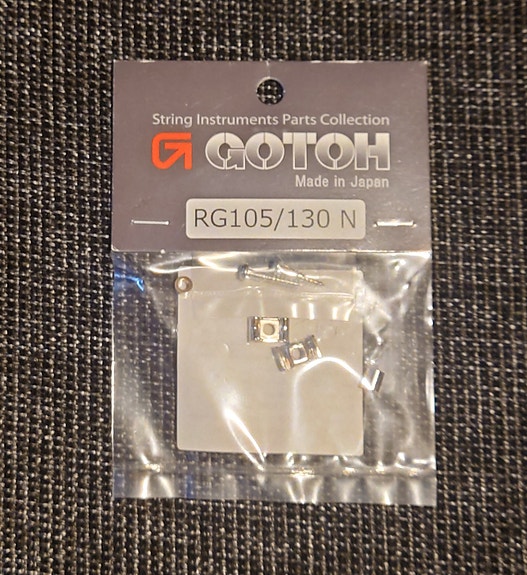 String Instruments Parts Collection
GOTOH
Made in Japan
RG105/130 N